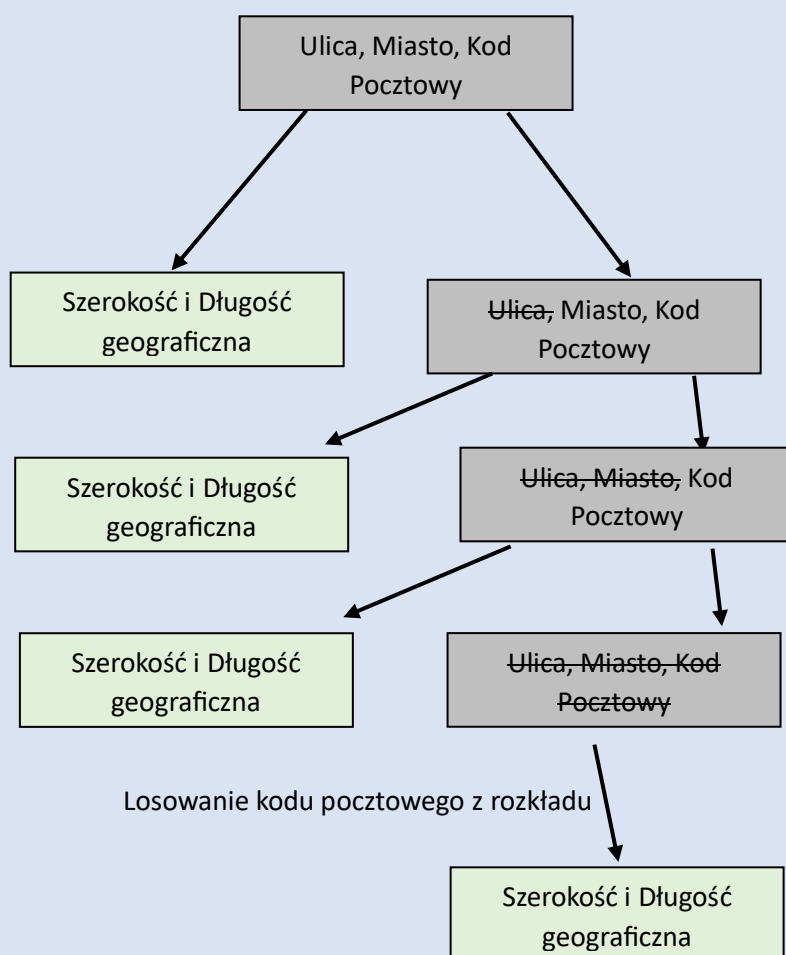 Ulica, Miasto, Kod
Pocztowy
Szerokość i Długość
geograficzna
Ulica, Miasto, Kod
Pocztowy
Szerokość i Długość
geograficzna
Ulica, Miasto, Kod
Pocztowy
Szerokość i Długość
geograficzna
Ulica, Miasto, Kod
Pocztowy
Losowanie kodu pocztowego z rozkładu
Szerokość i Długość
geograficzna